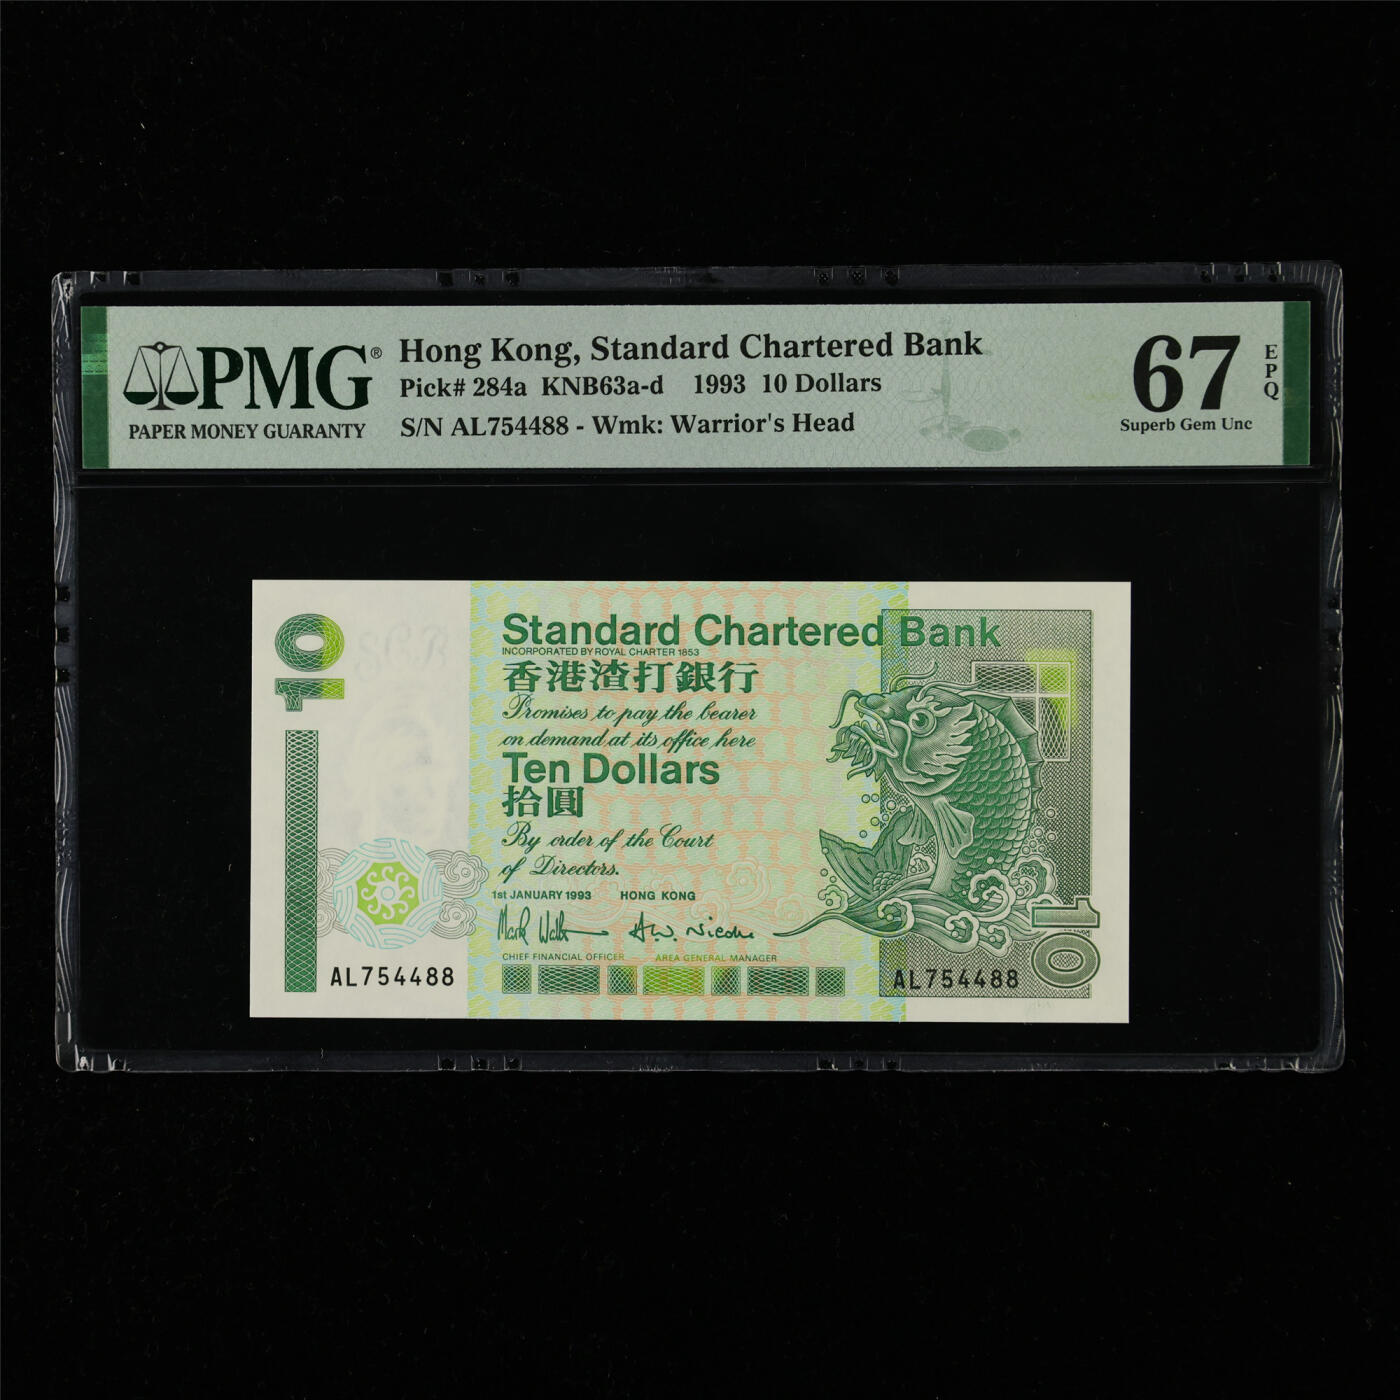 PMG®
PAPER MONEY GUARANTY
Hong Kong, Standard Chartered Bank
Pick# 284a KNB63a-d 1993 10 Dollars
S/N AL754488 - Wmk: Warrior's Head
67
EPQ
Superb Gem Unc
10
Standard Chartered Bank
INCORPORATED BY ROYAL CHARTER 1853
香港渣打銀行
Promises to pay the bearer
on demand at its office here
Ten Dollars
拾圓
By order of the Court
of Directors.
1st JANUARY 1993 HONG KONG
CHIEF FINANCIAL OFFICER AREA GENERAL MANAGER
AL754488
AL754488
10